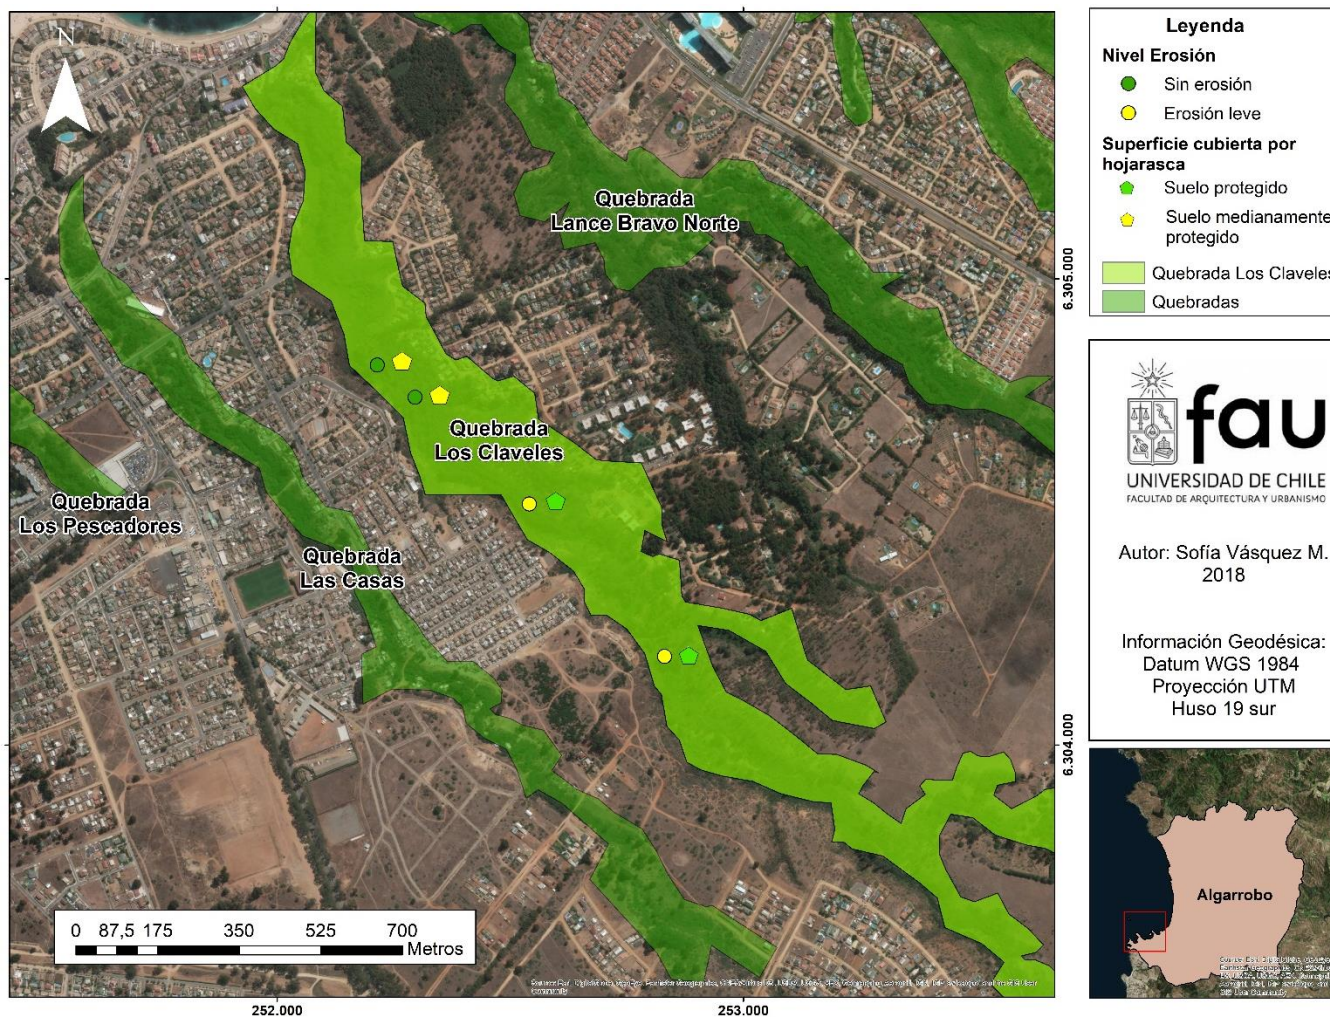 N
Quebrada
Lance Bravo Norte
Quebrada
Los Claveles
Quebrada
Los Pescadores
Quebrada
Las Casas
0 87,5 175 350 525 700
Metros
252.000
253.000
6.305.000
6.304.000
Leyenda
Nivel Erosión
Sin erosión
Erosión leve
Superficie cubierta por
hojarasca
Suelo protegido
Suelo medianamente
protegido
Quebrada Los Claveles
Quebradas
fau
UNIVERSIDAD DE CHILE
FACULTAD DE ARQUITECTURA Y URBANISMO
Autor: Sofía Vásquez M.
2018
Información Geodésica:
Datum WGS 1984
Proyección UTM
Huso 19 sur
Algarrobo